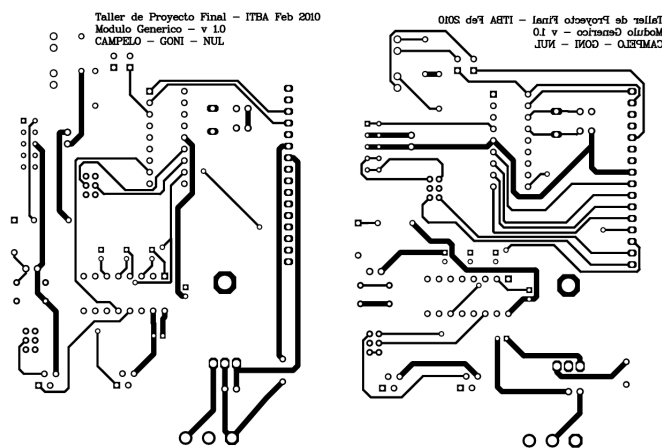 Taller de Proyecto Final - ITBA Feb 2010
Modulo Generico - v 1.0
CAMPELO - GONI - NUL
Taller de Proyecto Final - ITBA Feb 2010
Modulo Generico - v 1.0
CAMPELO - GONI - NUL